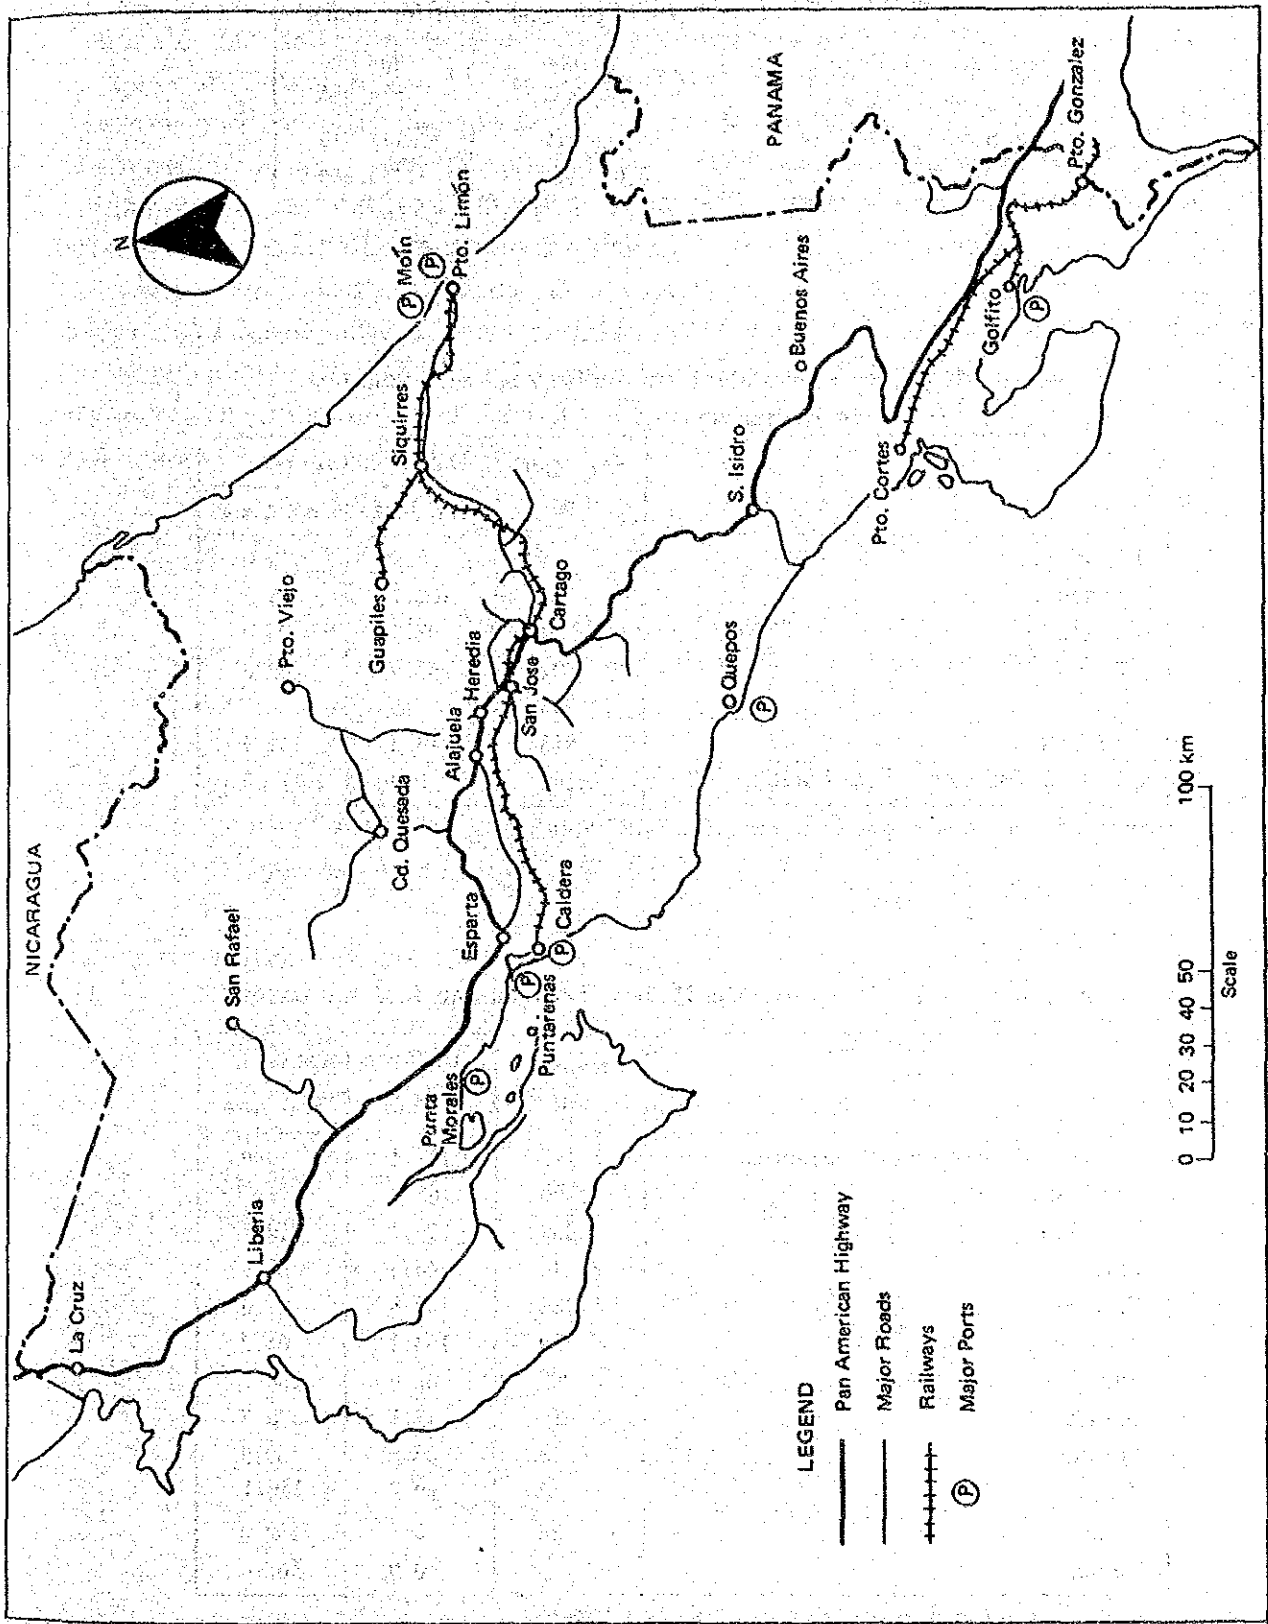 NICARAGUA
PANAMA
N
La Cruz
Liberia
San Rafael
Pto. Viejo
Cd. Quesada
Guapiles
Siquirres
Moín
P
P
Pto. Limón
Esparta
Alajuela
Heredia
San Jose
Cartago
Punta
Morales
P
Puntarenas
P
Caldera
P
Quepos
P
S. Isidro
Buenos Aires
Pto. Cortes
Golfito
P
Pto. Gonzalez
LEGEND
Pan American Highway
Major Roads
Railways
P Major Ports
0 10 20 30 40 50 100 km
Scale